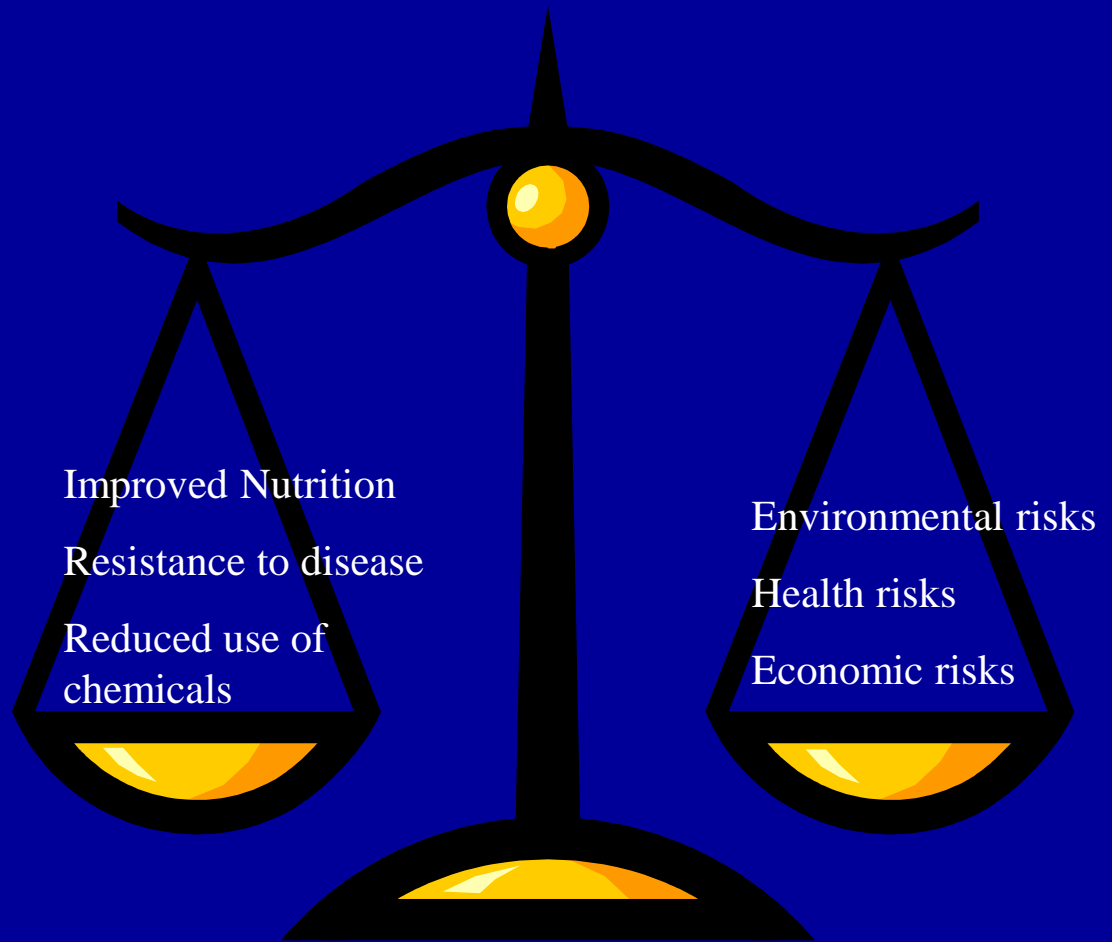 Improved Nutrition
Resistance to disease
Reduced use of
chemicals
Environmental risks
Health risks
Economic risks